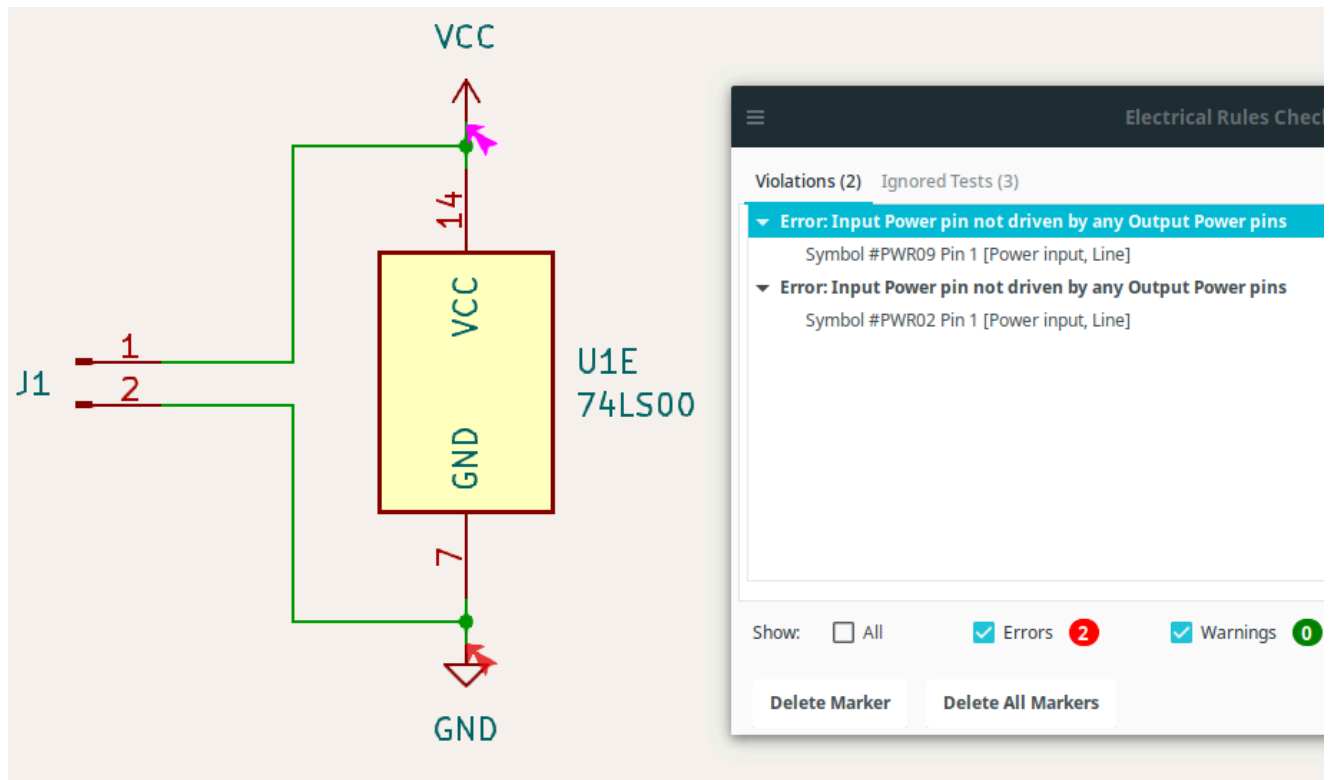 VCC
14
VCC
GND
7
GND
J1
1
2
U1E
74LS00
Electrical Rules Chec
Violations (2) Ignored Tests (3)
Error: Input Power pin not driven by any Output Power pins
Symbol #PWR09 Pin 1 [Power input, Line]
Error: Input Power pin not driven by any Output Power pins
Symbol #PWR02 Pin 1 [Power input, Line]
Show: All Errors 2 Warnings 0
Delete Marker Delete All Markers